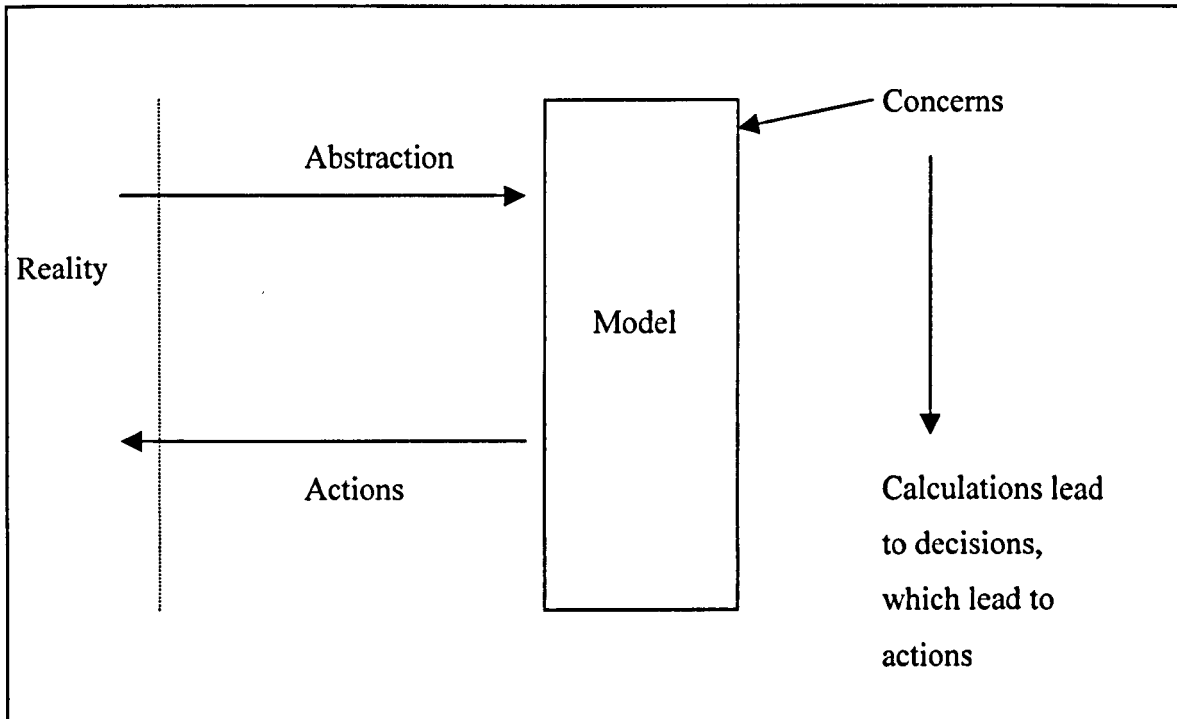 Concerns
Abstraction
Reality
Model
Actions
Calculations lead
to decisions,
which lead to
actions